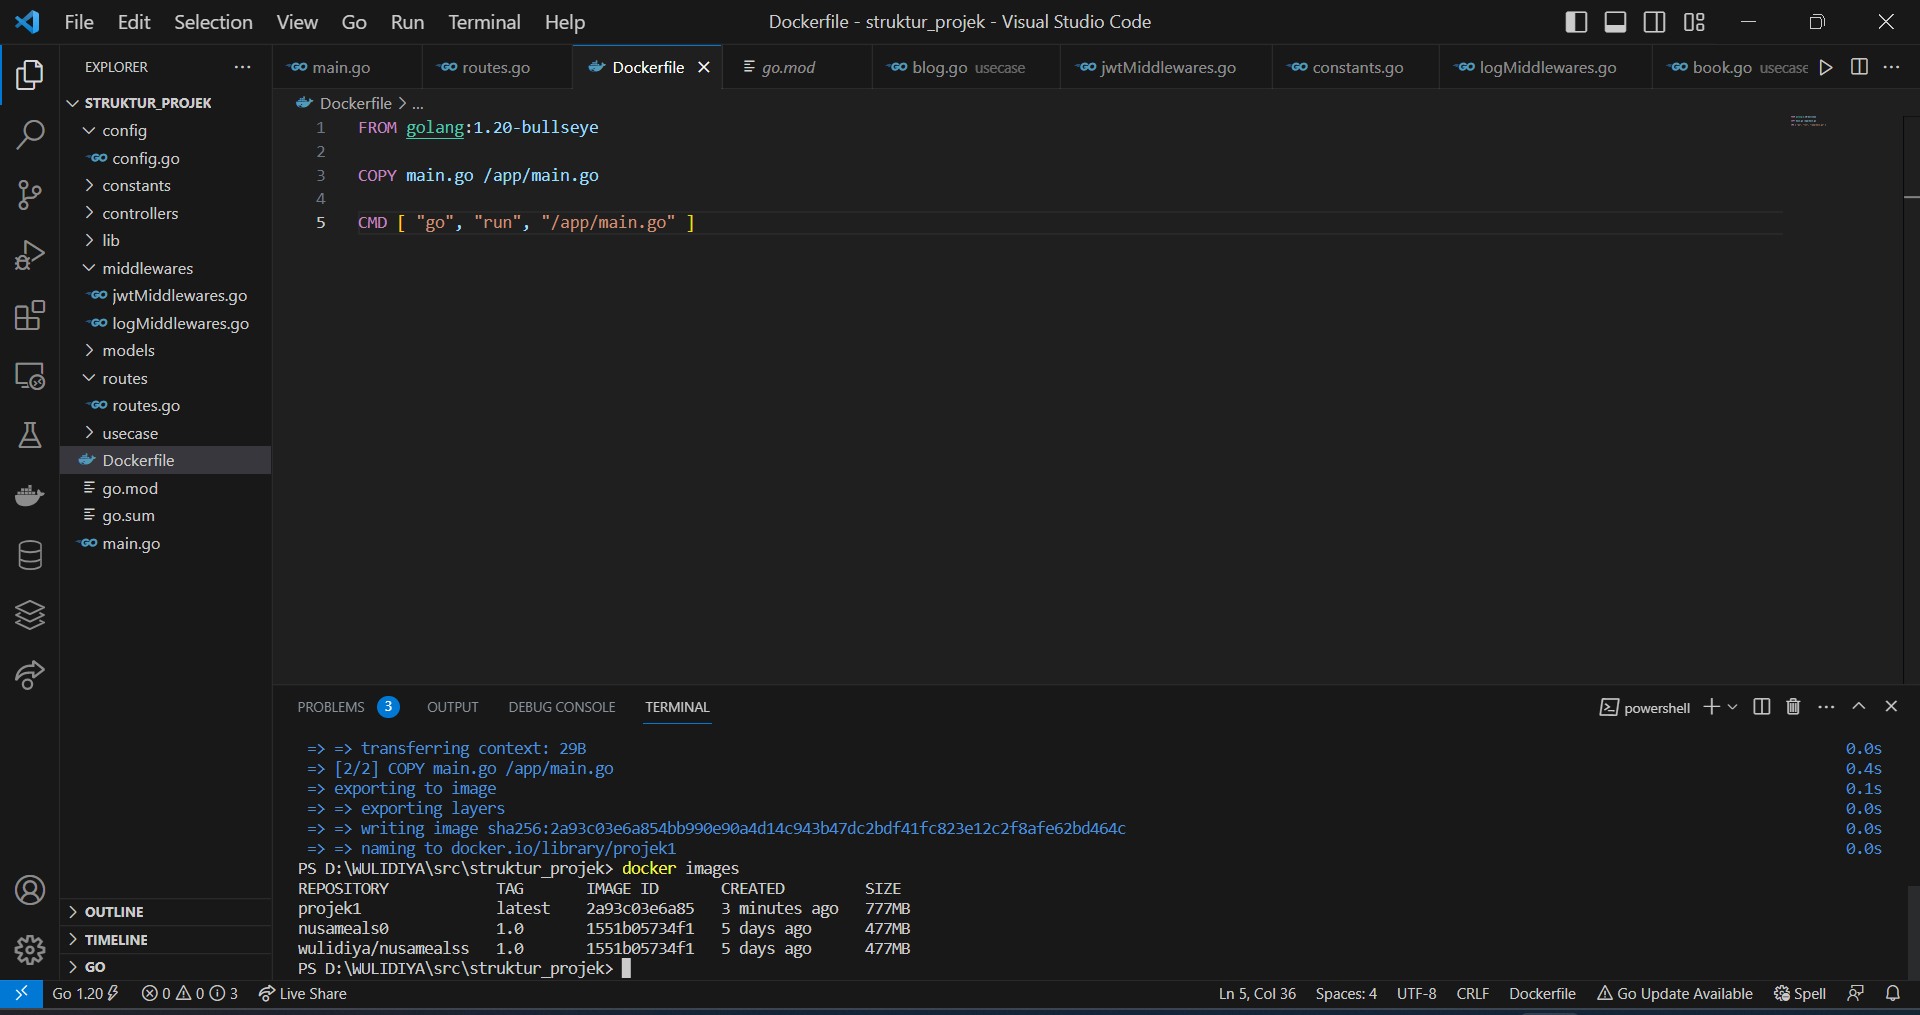 File Edit Selection View Go Run Terminal Help
Dockerfile - struktur_projek - Visual Studio Code
EXPLORER
STRUKTUR_PROJEK
config
config.go
constants
controllers
lib
middlewares
jwtMiddlewares.go
logMiddlewares.go
models
routes
routes.go
usecase
Dockerfile
go.mod
go.sum
main.go
OUTLINE
TIMELINE
GO
main.go routes.go Dockerfile go.mod blog.go usecase jwtMiddlewares.go constants.go logMiddlewares.go book.go usecase
Dockerfile > ...
1 FROM golang:1.20-bullseye
2
3 COPY main.go /app/main.go
4
5 CMD [ "go", "run", "/app/main.go" ]
PROBLEMS 3 OUTPUT DEBUG CONSOLE TERMINAL powershell
=> => transferring context: 29B 0.0s
=> [2/2] COPY main.go /app/main.go 0.4s
=> exporting to image 0.1s
=> => exporting layers 0.0s
=> => writing image sha256:2a93c03e6a854bb990e90a4d14c943b47dc2bdf41fc823e12c2f8afe62bd464c 0.0s
=> => naming to docker.io/library/projek1 0.0s
PS D:\WULIDIYA\src\struktur_projek> docker images
REPOSITORY TAG IMAGE ID CREATED SIZE
projek1 latest 2a93c03e6a85 3 minutes ago 777MB
nusameals0 1.0 1551b05734f1 5 days ago 477MB
wulidiya/nusamealss 1.0 1551b05734f1 5 days ago 477MB
PS D:\WULIDIYA\src\struktur_projek>
Go 1.20 0 0 3 Live Share Ln 5, Col 36 Spaces: 4 UTF-8 CRLF Dockerfile Go Update Available Spell